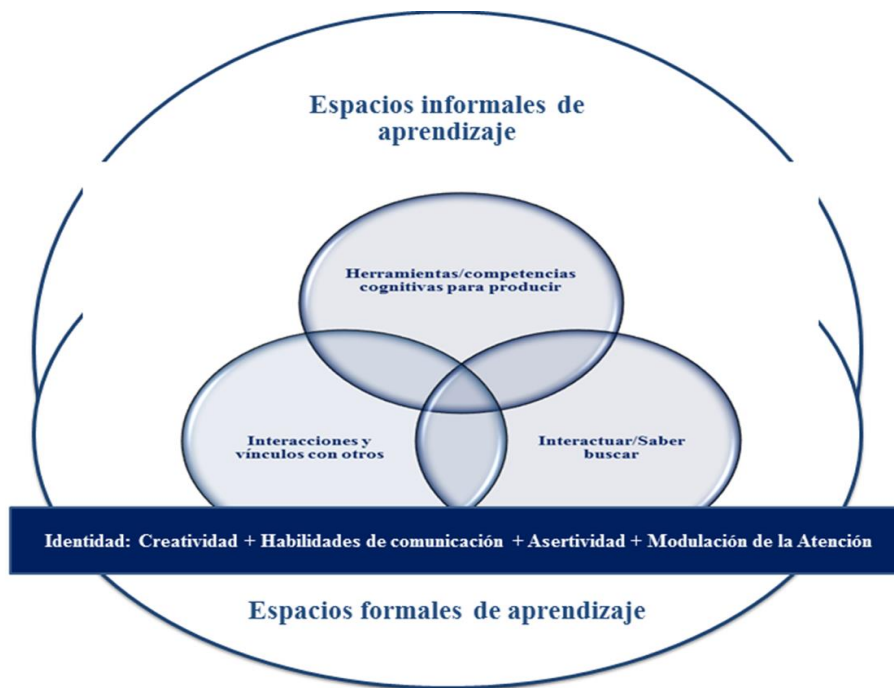 Espacios informales de
aprendizaje
Herramientas/competencias
cognitivas para producir
Interacciones y
vínculos con otros
Interactuar/Saber
buscar
Identidad: Creatividad + Habilidades de comunicación + Asertividad + Modulación de la Atención
Espacios formales de aprendizaje